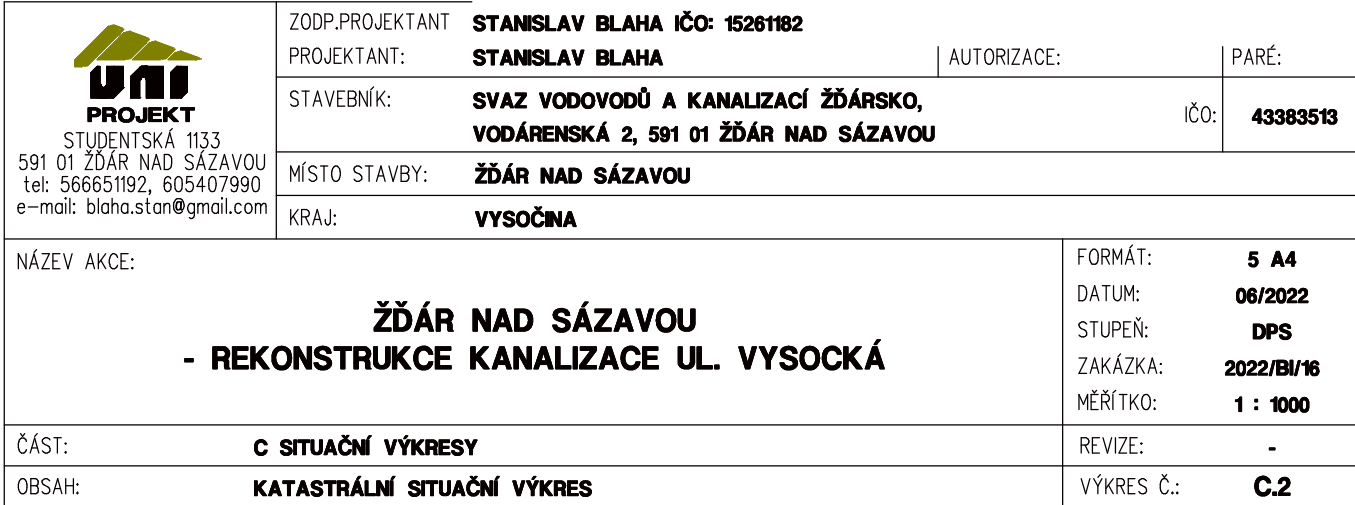 UNI
PROJEKT
STUDENTSKÁ 1133
591 01 ŽĎÁR NAD SÁZAVOU
tel: 566651192, 605407990
e-mail: blaha.stan@gmail.com
ZODP.PROJEKTANT STANISLAV BLAHA IČO: 15261182
PROJEKTANT: STANISLAV BLAHA AUTORIZACE: PARÉ:
STAVEBNÍK: SVAZ VODOVODŮ A KANALIZACÍ ŽĎÁRSKO,
VODÁRENSKÁ 2, 591 01 ŽĎÁR NAD SÁZAVOU
IČO: 43383513
MÍSTO STAVBY: ŽĎÁR NAD SÁZAVOU
KRAJ: VYSOČINA
NÁZEV AKCE:
ŽĎÁR NAD SÁZAVOU
- REKONSTRUKCE KANALIZACE UL. VYSOCKÁ
FORMÁT: 5 A4
DATUM: 06/2022
STUPEŇ: DPS
ZAKÁZKA: 2022/BI/16
MĚŘÍTKO: 1 : 1000
ČÁST: C SITUAČNÍ VÝKRESY
REVIZE: -
OBSAH: KATASTRÁLNÍ SITUAČNÍ VÝKRES
VÝKRES Č.: C.2